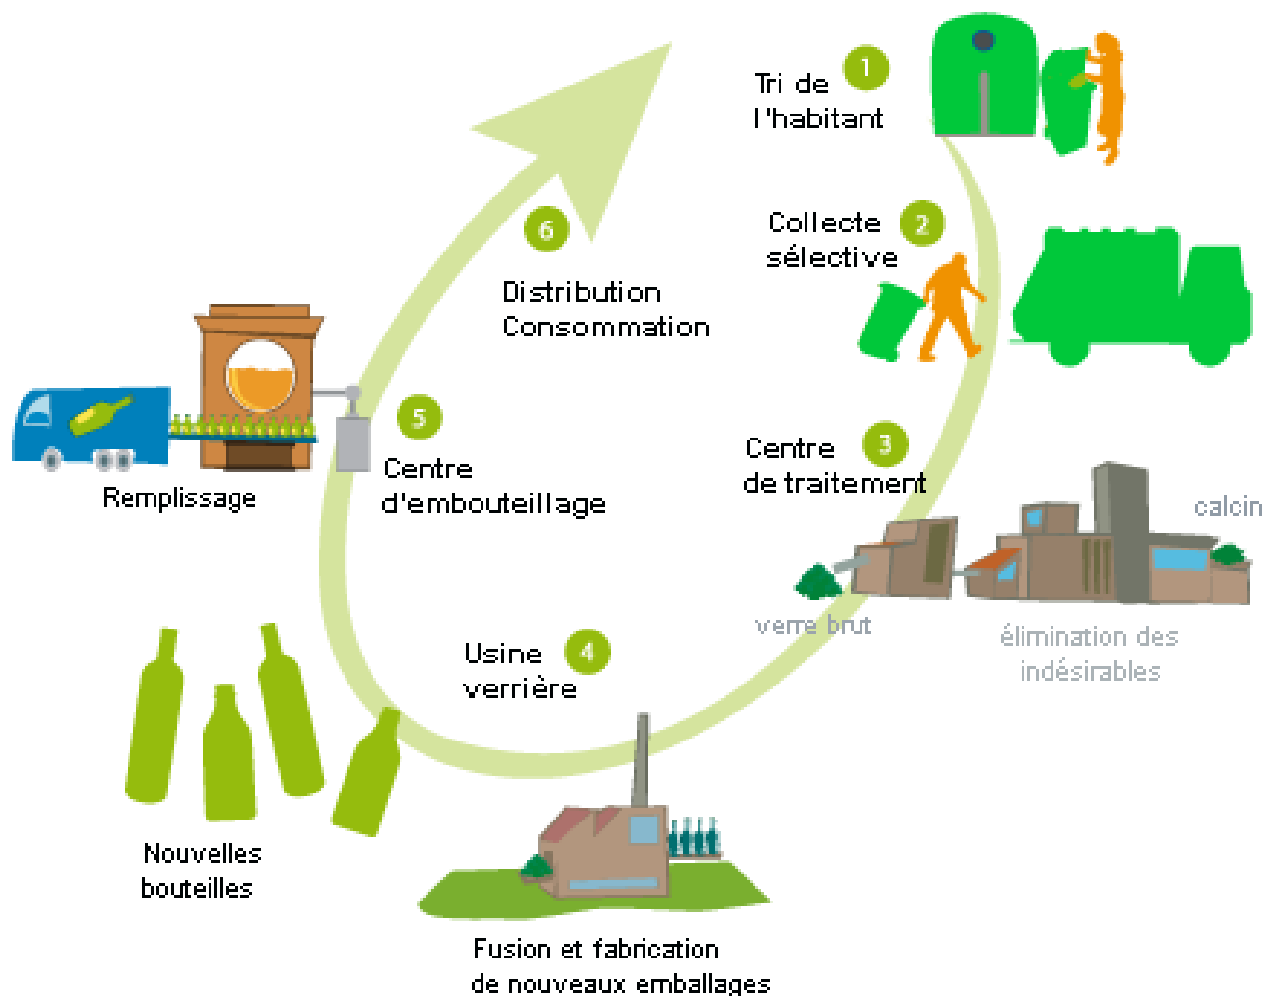 1
Tri de
l'habitant
2
Collecte
sélective
3
Centre
de traitement
calcin
verre brut
élimination des
indésirables
4
Usine
verrière
Fusion et fabrication
de nouveaux emballages
Nouvelles
bouteilles
5
Centre
d'embouteillage
Remplissage
6
Distribution
Consommation